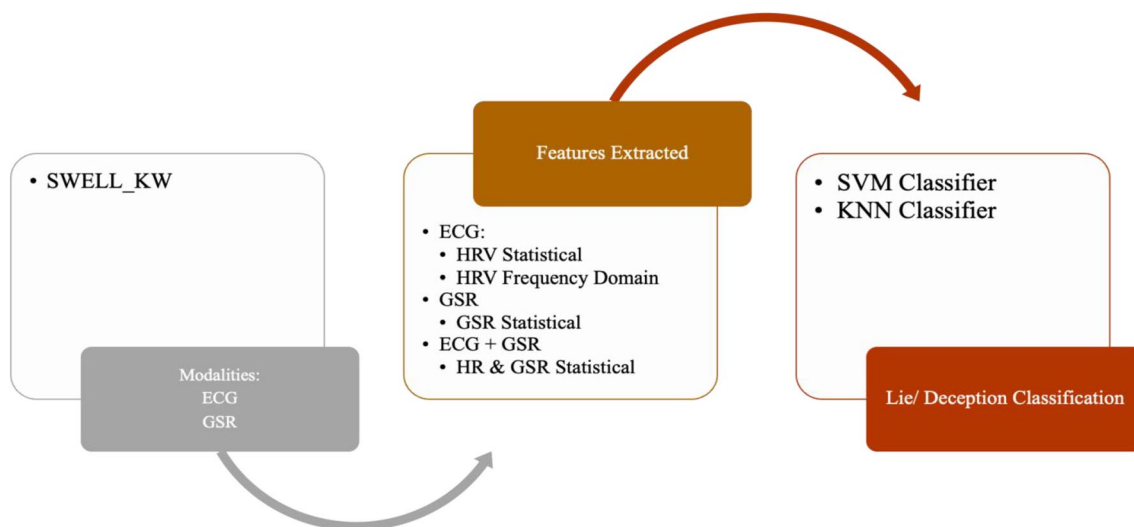 • SWELL_KW
Modalities:
ECG
GSR
Features Extracted
• ECG:
• HRV Statistical
• HRV Frequency Domain
• GSR
• GSR Statistical
• ECG + GSR
• HR & GSR Statistical
• SVM Classifier
• KNN Classifier
Lie/ Deception Classification